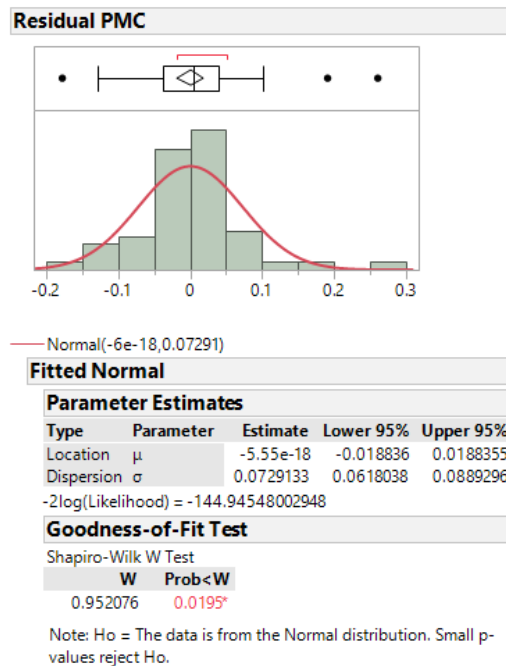 Residual PMC
-0.2 -0.1 0 0.1 0.2 0.3
Normal(-6e-18,0.07291)
Fitted Normal
Parameter Estimates
Type Parameter Estimate Lower 95% Upper 95%
Location μ -5.55e-18 -0.018836 0.0188355
Dispersion σ 0.0729133 0.0618038 0.0889296
-2log(Likelihood) = -144.94548002948
Goodness-of-Fit Test
Shapiro-Wilk W Test
W Prob<W
0.952076 0.0195*
Note: Ho = The data is from the Normal distribution. Small p-
values reject Ho.